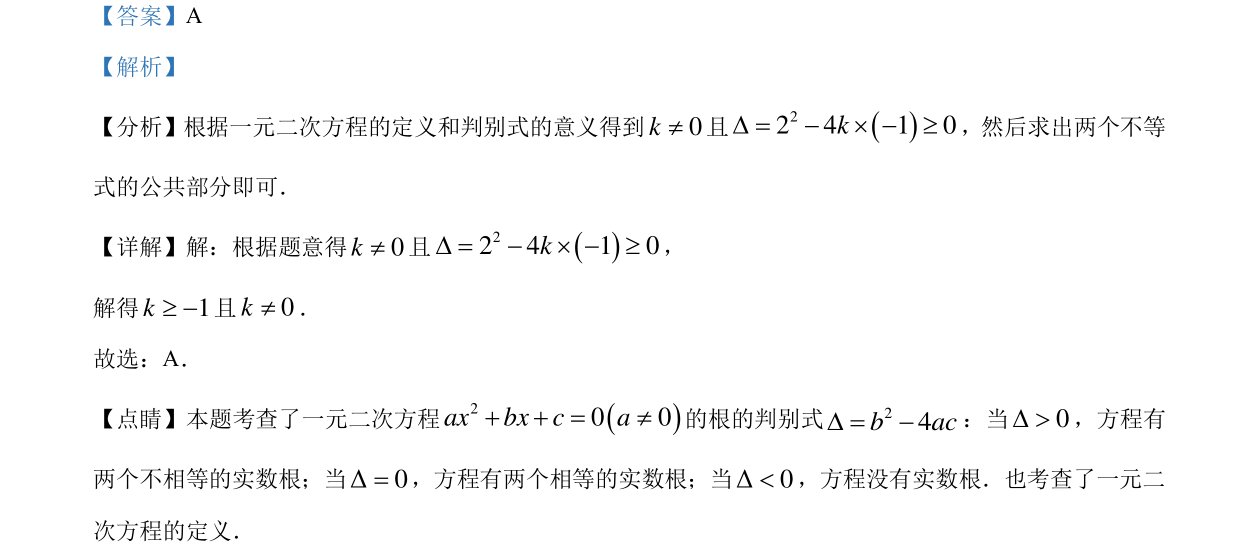 【答案】A
【解析】
【分析】根据一元二次方程的定义和判别式的意义得到 k ≠ 0 且 Δ = 2² − 4k × (−1) ≥ 0，然后求出两个不等
式的公共部分即可．
【详解】解：根据题意得 k ≠ 0 且 Δ = 2² − 4k × (−1) ≥ 0，
解得 k ≥ −1 且 k ≠ 0．
故选：A．
【点睛】本题考查了一元二次方程 ax² + bx + c = 0(a ≠ 0) 的根的判别式 Δ = b² − 4ac：当 Δ > 0，方程有
两个不相等的实数根；当 Δ = 0，方程有两个相等的实数根；当 Δ < 0，方程没有实数根．也考查了一元二
次方程的定义．